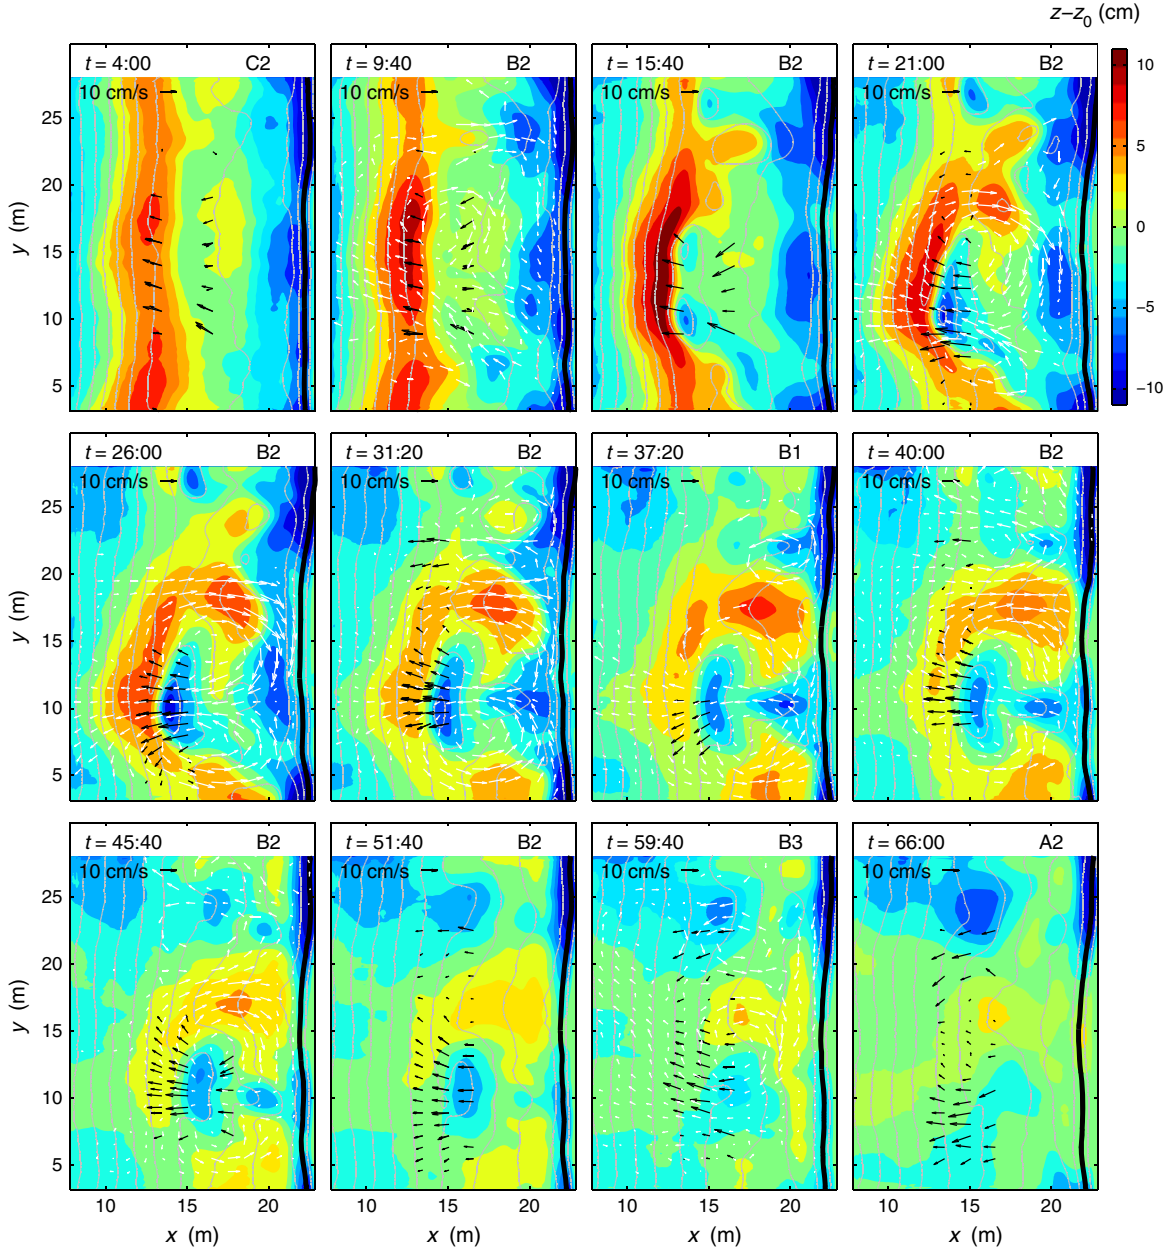 z−z0 (cm)
t = 4:00 C2
t = 9:40 B2
t = 15:40 B2
t = 21:00 B2
10 cm/s
10 cm/s
10 cm/s
10 cm/s
10
5
0
−5
−10
25
20
15
10
5
y (m)
t = 26:00 B2
t = 31:20 B2
t = 37:20 B1
t = 40:00 B2
10 cm/s
10 cm/s
10 cm/s
10 cm/s
25
20
15
10
5
y (m)
t = 45:40 B2
t = 51:40 B2
t = 59:40 B3
t = 66:00 A2
10 cm/s
10 cm/s
10 cm/s
10 cm/s
25
20
15
10
5
y (m)
10 15 20
10 15 20
10 15 20
10 15 20
x (m)
x (m)
x (m)
x (m)